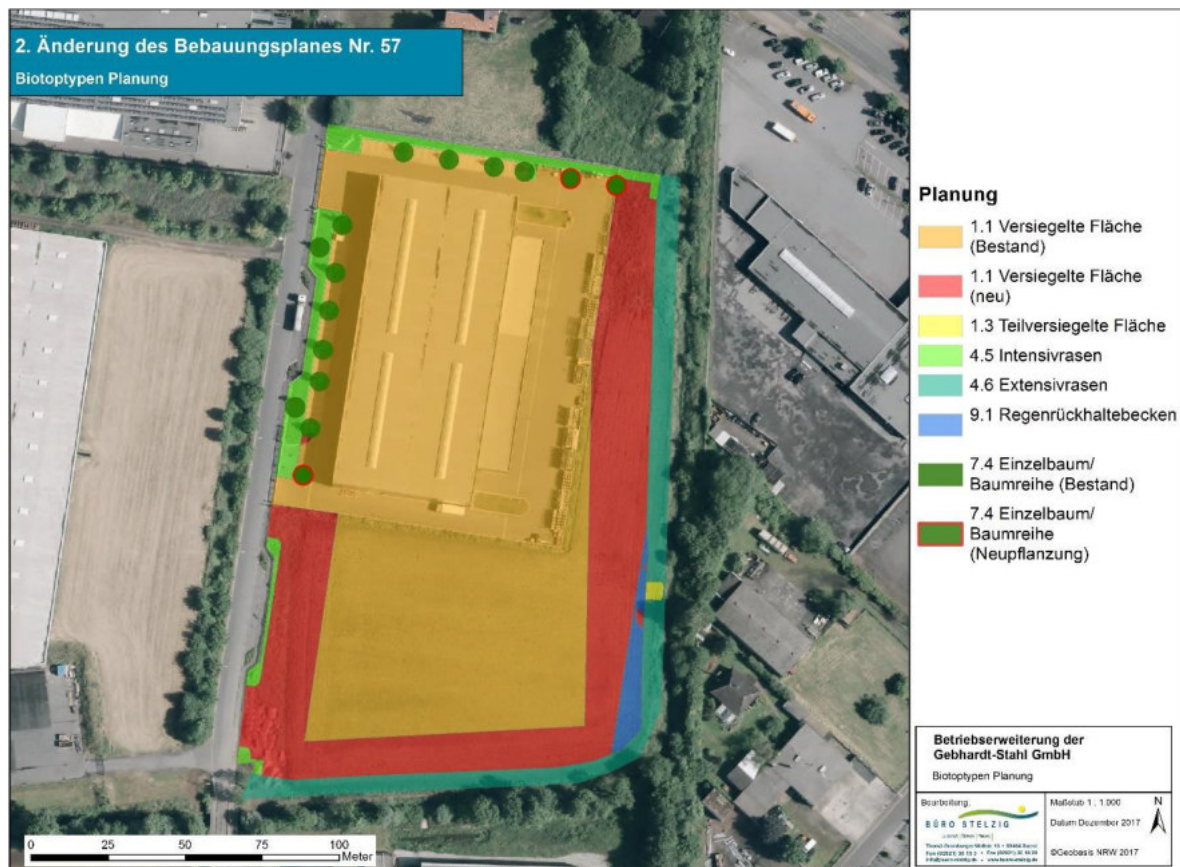 2. Änderung des Bebauungsplanes Nr. 57
Biotoptypen Planung
Planung
1.1 Versiegelte Fläche
(Bestand)
1.1 Versiegelte Fläche
(neu)
1.3 Teilversiegelte Fläche
4.5 Intensivrasen
4.6 Extensivrasen
9.1 Regenrückhaltebecken
7.4 Einzelbaum/
Baumreihe (Bestand)
7.4 Einzelbaum/
Baumreihe
(Neupflanzung)
Betriebserweiterung der
Gebhardt-Stahl GmbH
Biotoptypen Planung
Bearbeitung:
BÜRO STELZIG
Maßstab 1 : 1.000
Datum Dezember 2017
©Geobasis NRW 2017
N
0 25 50 75 100
Meter